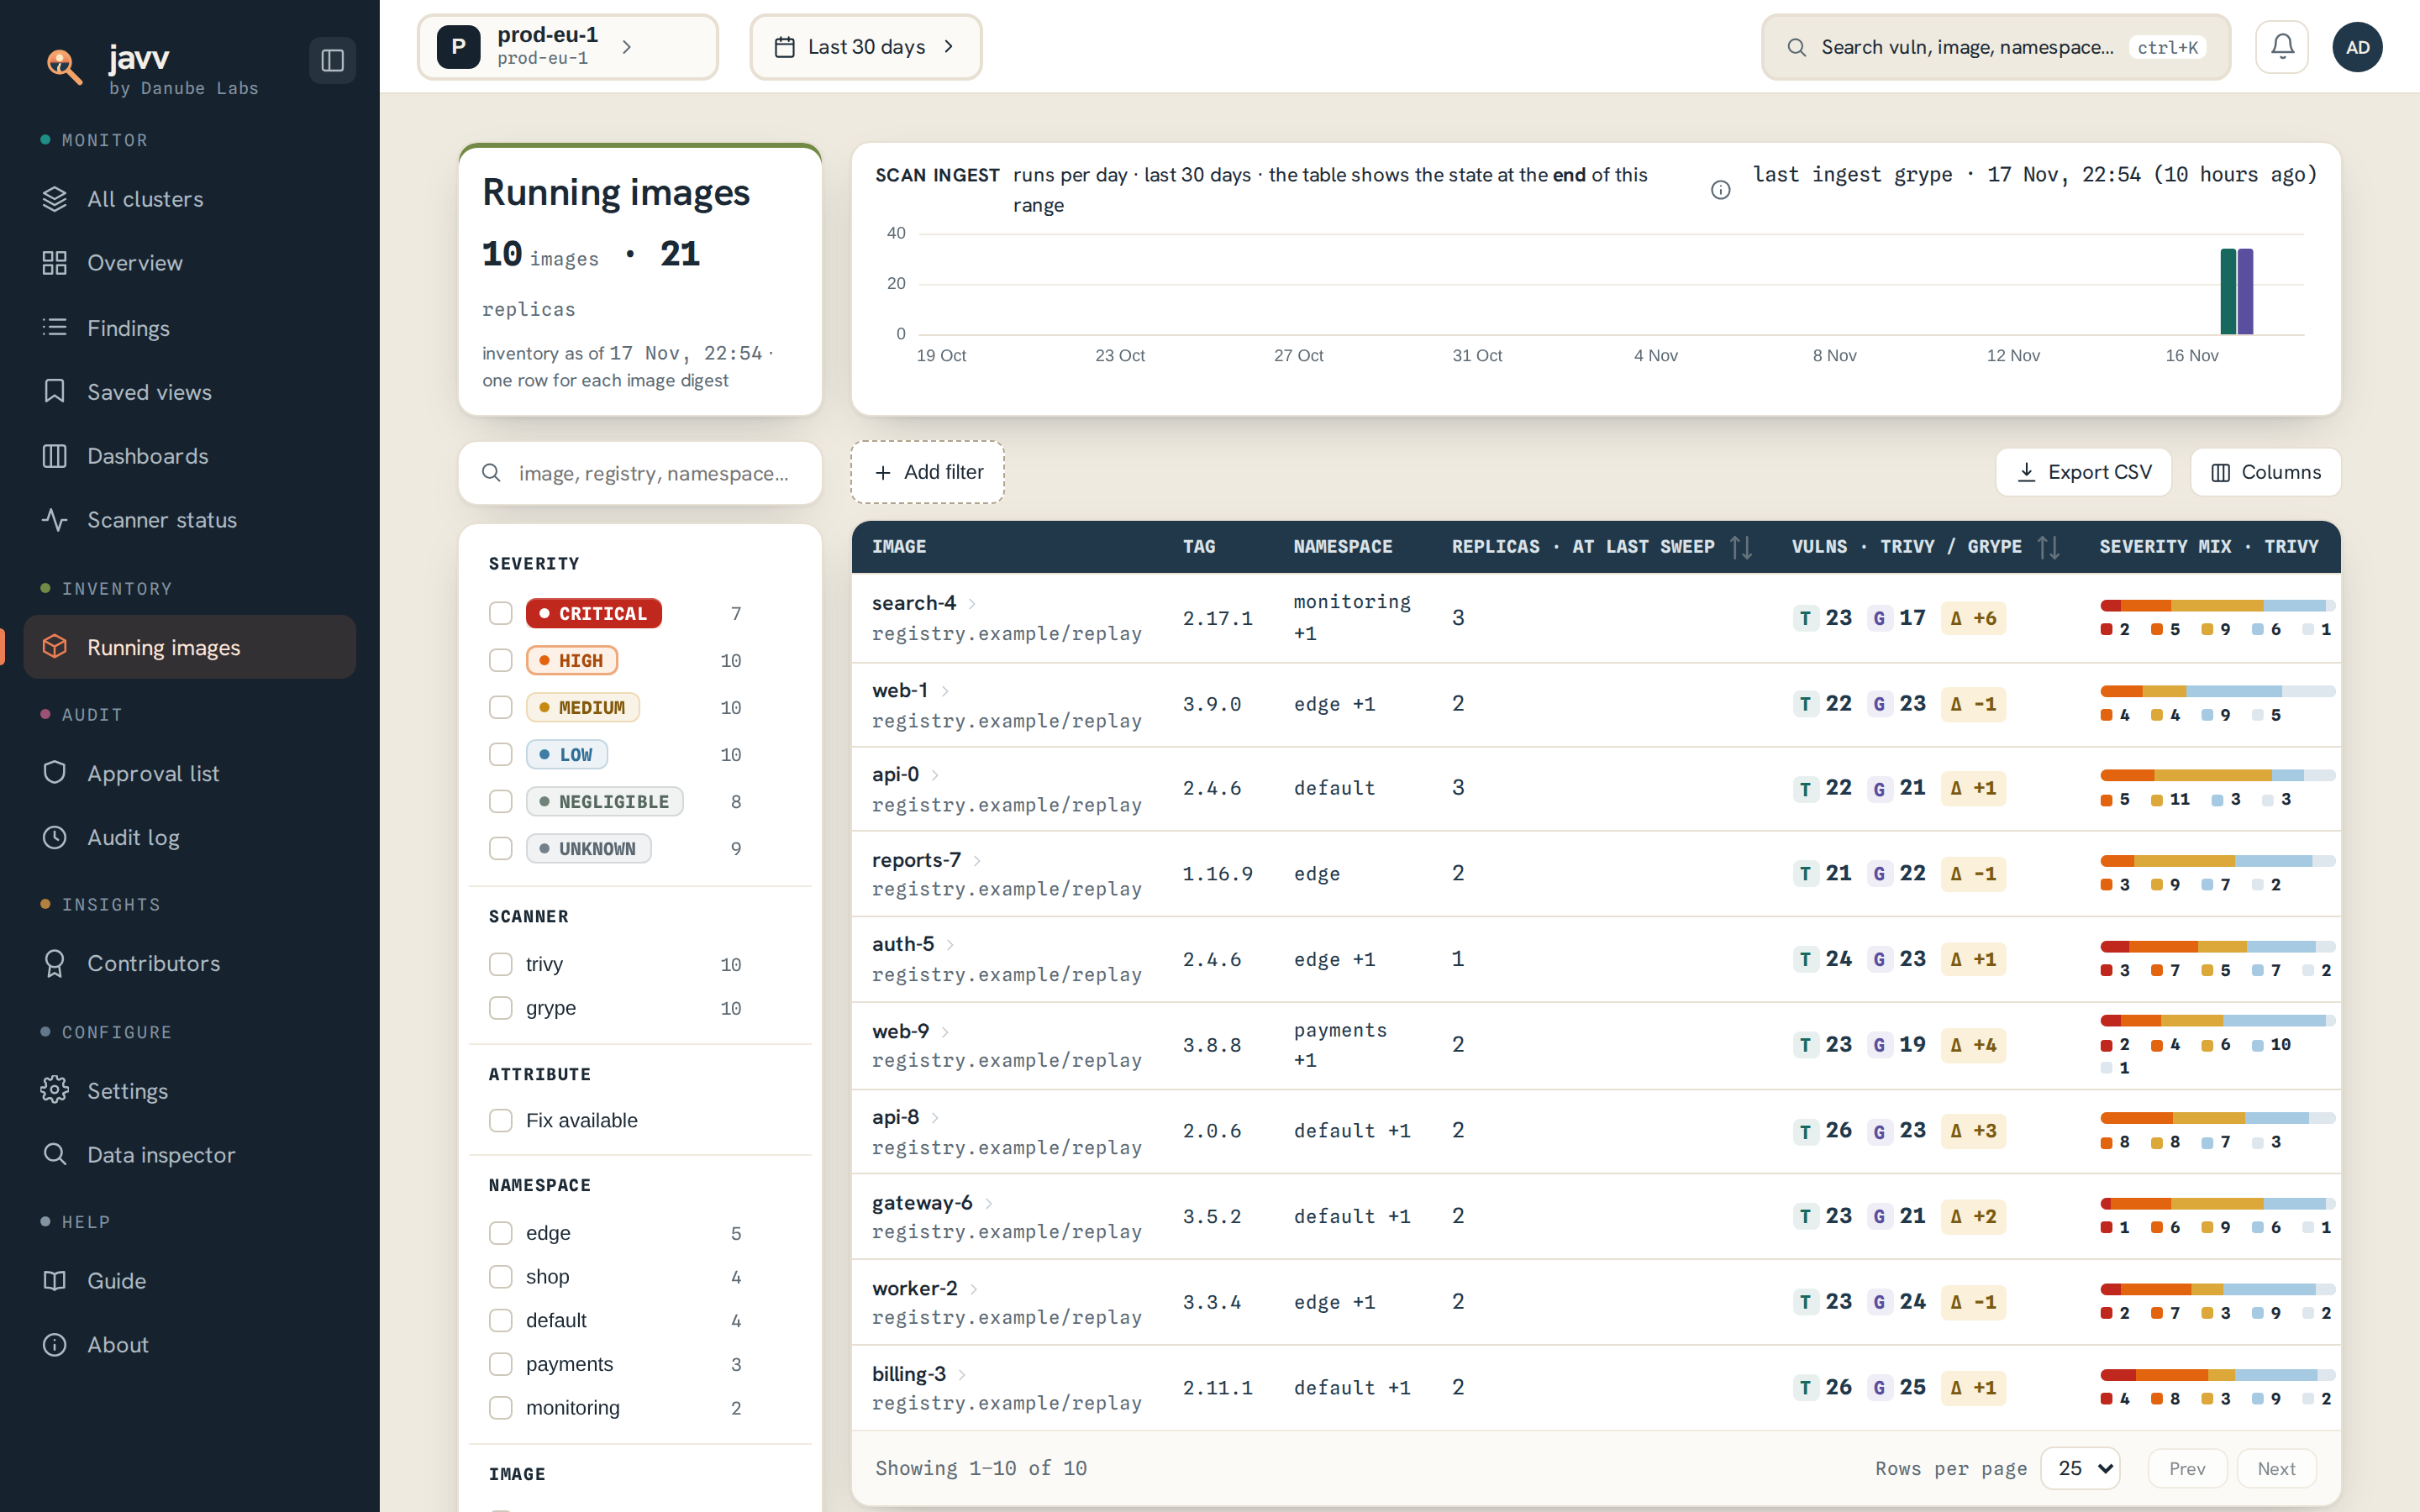 javv
by Danube Labs
MONITOR
All clusters
Overview
Findings
Saved views
Dashboards
Scanner status
INVENTORY
Running images
AUDIT
Approval list
Audit log
INSIGHTS
Contributors
CONFIGURE
Settings
Data inspector
HELP
Guide
About
P
prod-eu-1
prod-eu-1
Last 30 days
Search vuln, image, namespace... ctrl+K
AD
Running images
10 images • 21
replicas
inventory as of 17 Nov, 22:54 ·
one row for each image digest
SCAN INGEST runs per day · last 30 days · the table shows the state at the end of this
range
last ingest grype · 17 Nov, 22:54 (10 hours ago)
40
20
0
19 Oct 23 Oct 27 Oct 31 Oct 4 Nov 8 Nov 12 Nov 16 Nov
image, registry, namespace...
Add filter
Export CSV
Columns
SEVERITY
CRITICAL 7
HIGH 10
MEDIUM 10
LOW 10
NEGLIGIBLE 8
UNKNOWN 9
SCANNER
trivy 10
grype 10
ATTRIBUTE
Fix available
NAMESPACE
edge 5
shop 4
default 4
payments 3
monitoring 2
IMAGE
IMAGE TAG NAMESPACE REPLICAS · AT LAST SWEEP VULNS · TRIVY / GRYPE SEVERITY MIX · TRIVY
search-4
registry.example/replay
2.17.1
monitoring
+1
3
T 23 G 17 Δ +6
2 5 9 6 1
web-1
registry.example/replay
3.9.0
edge +1
2
T 22 G 23 Δ −1
4 4 9 5
api-0
registry.example/replay
2.4.6
default
3
T 22 G 21 Δ +1
5 11 3 3
reports-7
registry.example/replay
1.16.9
edge
2
T 21 G 22 Δ −1
3 9 7 2
auth-5
registry.example/replay
2.4.6
edge +1
1
T 24 G 23 Δ +1
3 7 5 7 2
web-9
registry.example/replay
3.8.8
payments
+1
2
T 23 G 19 Δ +4
2 4 6 10
1
api-8
registry.example/replay
2.0.6
default +1
2
T 26 G 23 Δ +3
8 8 7 3
gateway-6
registry.example/replay
3.5.2
default +1
2
T 23 G 21 Δ +2
1 6 9 6 1
worker-2
registry.example/replay
3.3.4
edge +1
2
T 23 G 24 Δ −1
2 7 3 9 2
billing-3
registry.example/replay
2.11.1
default +1
2
T 26 G 25 Δ +1
4 8 3 9 2
Showing 1–10 of 10
Rows per page 25 Prev Next